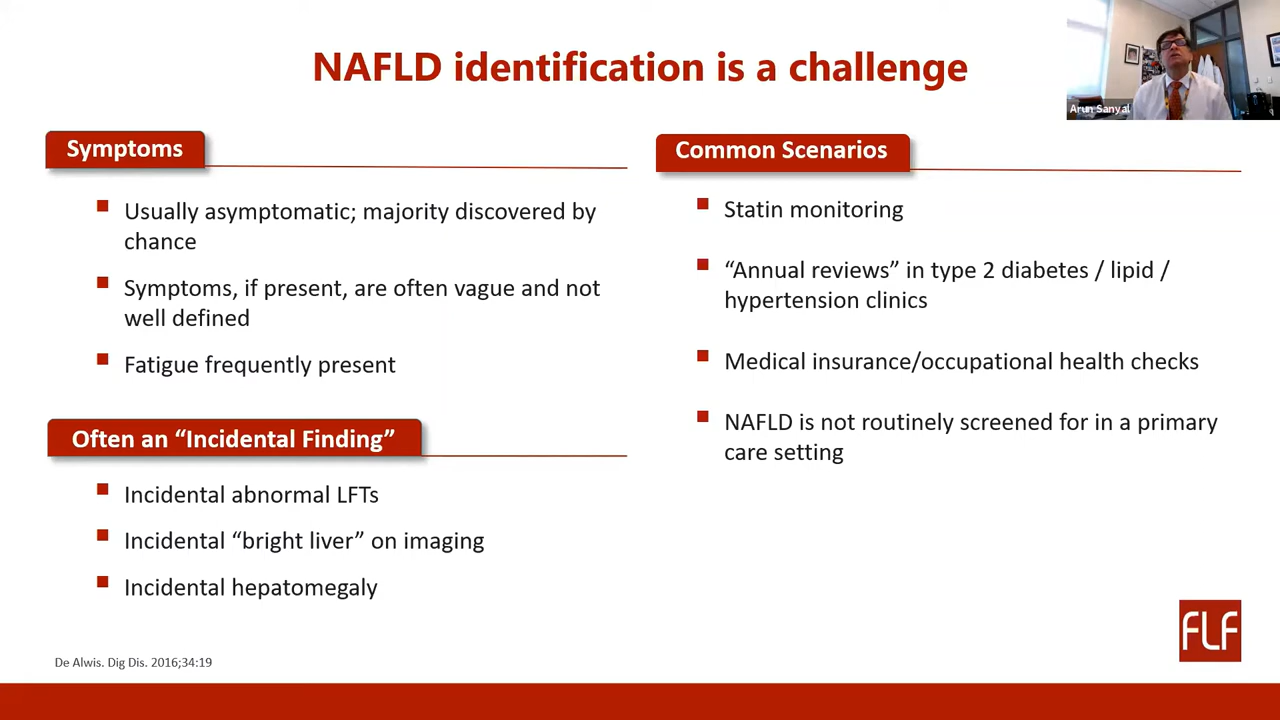 NAFLD identification is a challenge
Arun Sanyal
Symptoms
Usually asymptomatic; majority discovered by
chance
Symptoms, if present, are often vague and not
well defined
Fatigue frequently present
Often an “Incidental Finding”
Incidental abnormal LFTs
Incidental “bright liver” on imaging
Incidental hepatomegaly
Common Scenarios
Statin monitoring
“Annual reviews” in type 2 diabetes / lipid /
hypertension clinics
Medical insurance/occupational health checks
NAFLD is not routinely screened for in a primary
care setting
De Alwis. Dig Dis. 2016;34:19
FLF